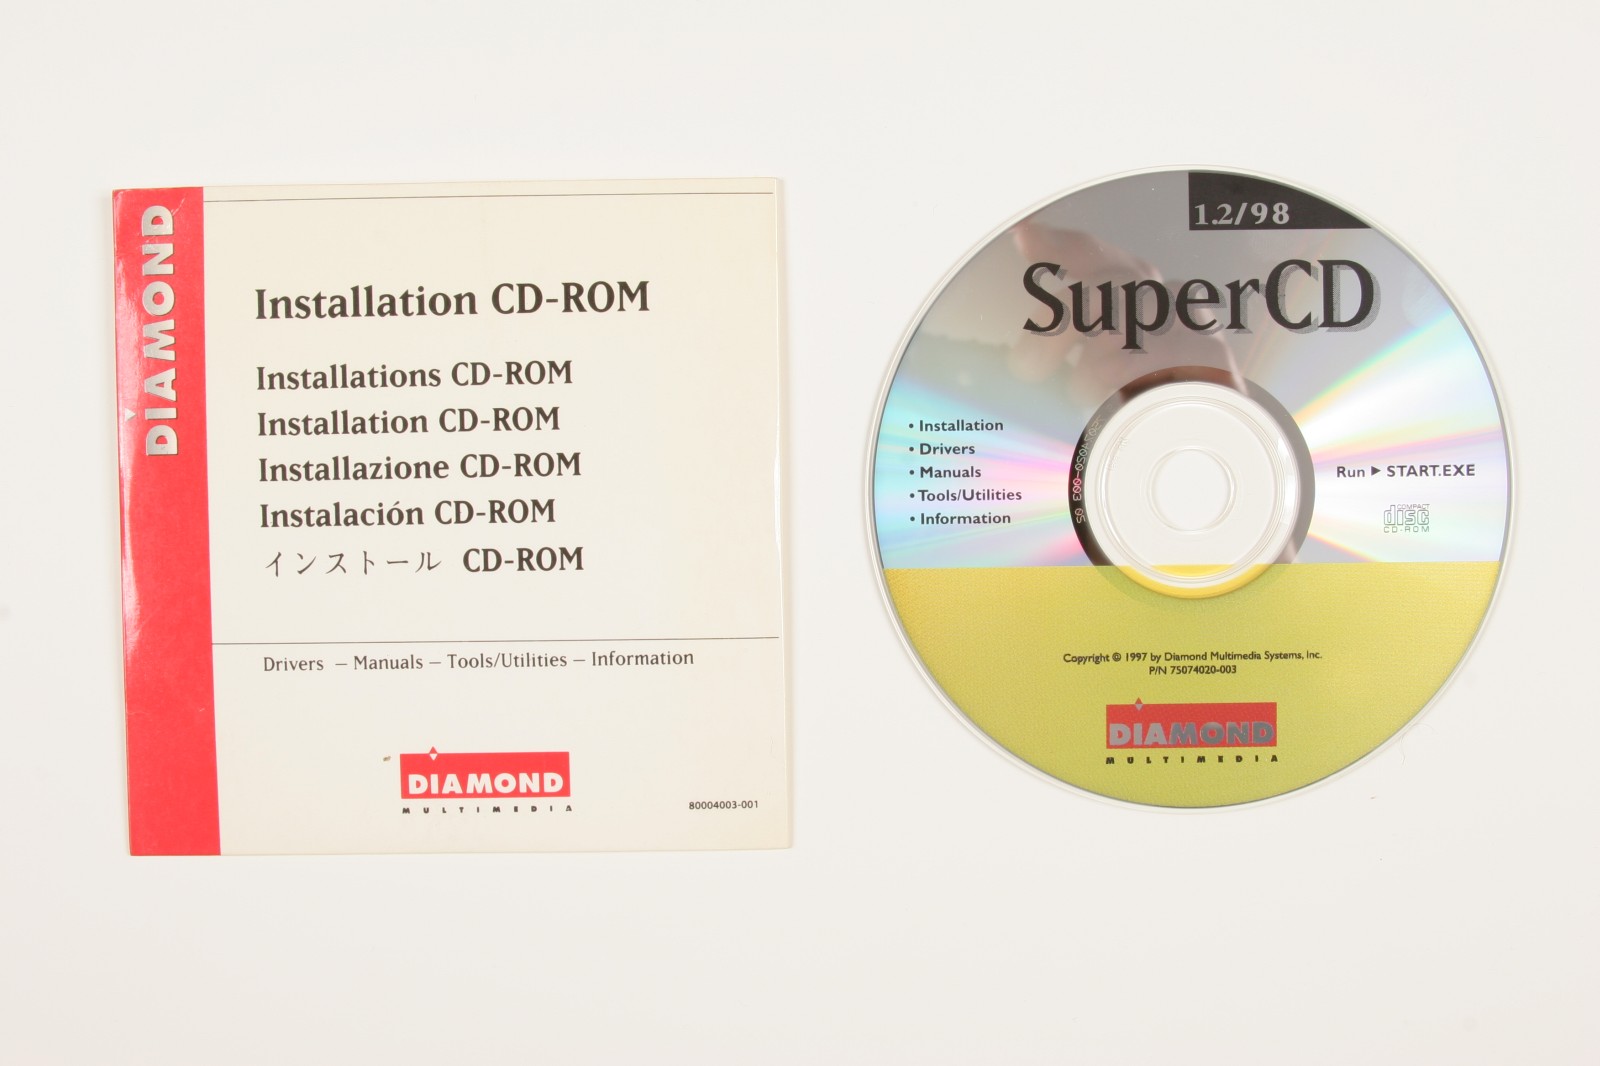 DIAMOND
Installation CD-ROM
Installations CD-ROM
Installation CD-ROM
Installazione CD-ROM
Instalación CD-ROM
インストール CD-ROM
Drivers – Manuals – Tools/Utilities – Information
DIAMOND
MULTIMEDIA
80004003-001
1.2/98
SuperCD
• Installation
• Drivers
• Manuals
• Tools/Utilities
• Information
Run ► START.EXE
COMPACT
disc
CD-ROM
Copyright © 1997 by Diamond Multimedia Systems, Inc.
P/N 75074020-003
DIAMOND
MULTIMEDIA